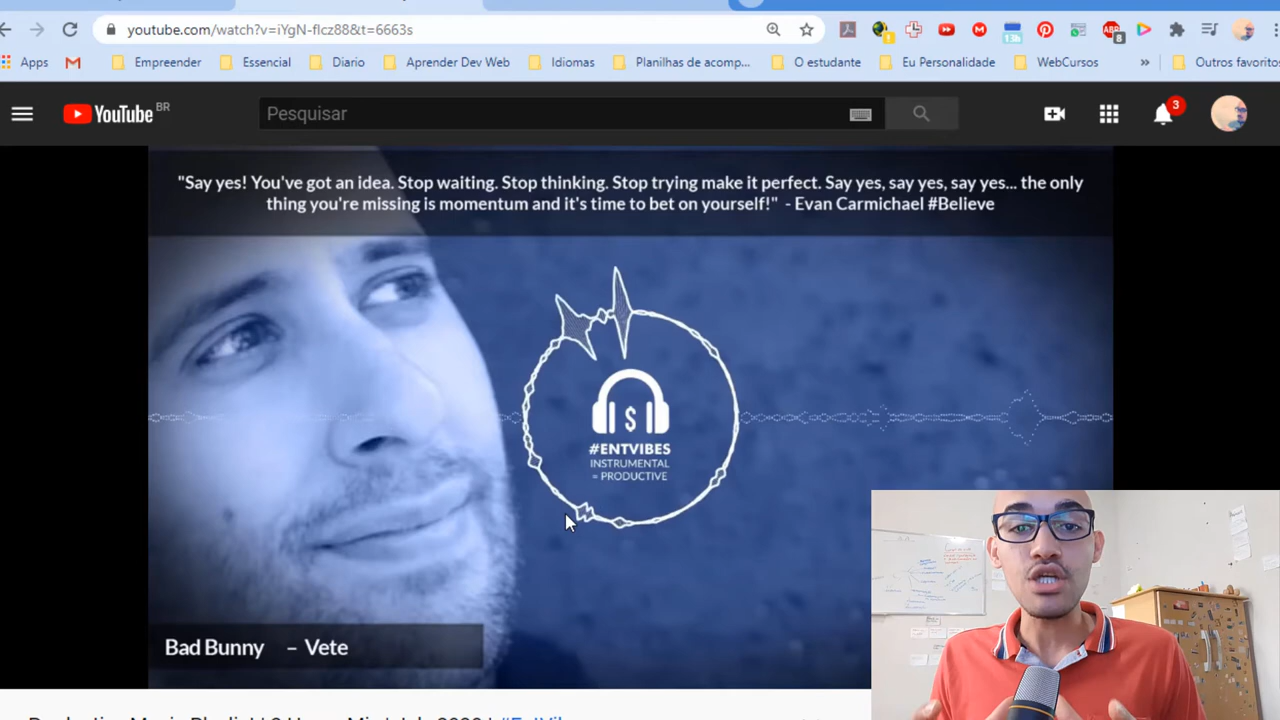 youtube.com/watch?v=iYgN-flcz88&t=6663s
Apps Empreender Essencial Diario Aprender Dev Web Idiomas Planilhas de acomp... O estudante Eu Personalidade WebCursos » Outros favoritos
YouTube BR Pesquisar 3
"Say yes! You've got an idea. Stop waiting. Stop thinking. Stop trying make it perfect. Say yes, say yes, say yes... the only
thing you're missing is momentum and it's time to bet on yourself!" - Evan Carmichael #Believe
#ENTVIBES
INSTRUMENTAL
= PRODUCTIVE
Bad Bunny – Vete